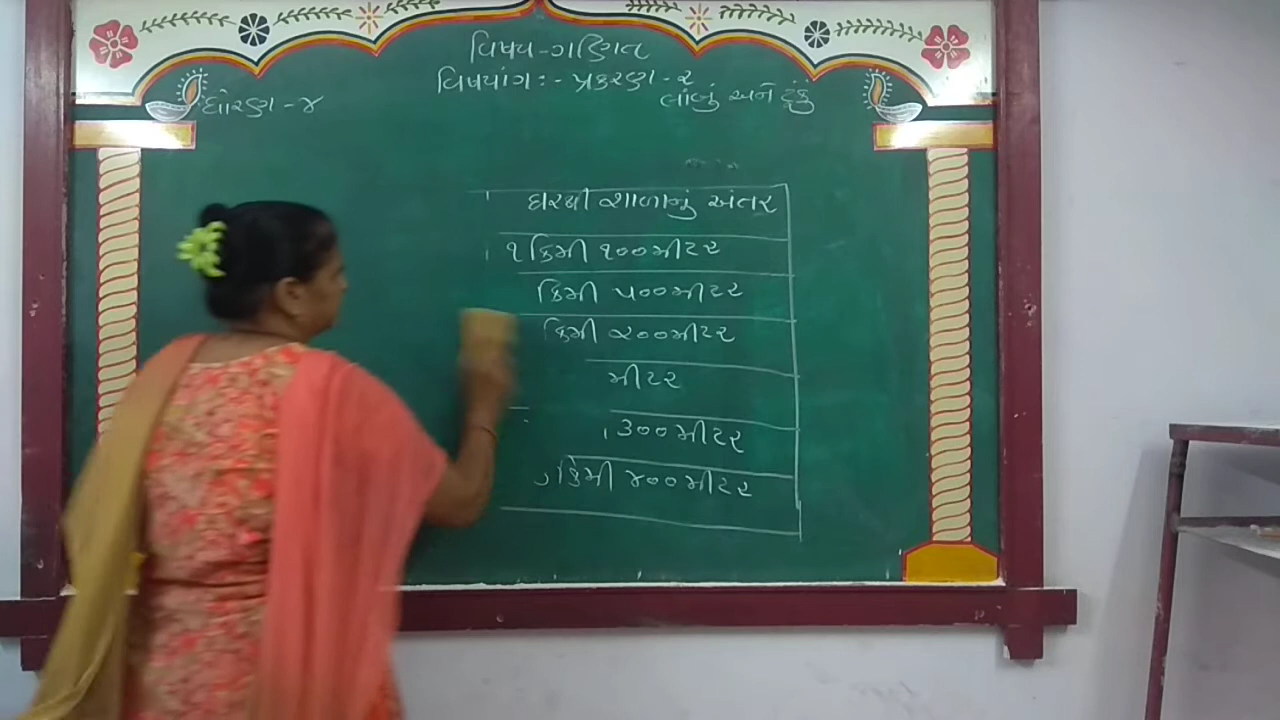 વિષય-ગણિત
વિષયાંગ:- પ્રકરણ-૨
લાંબુ અને ટૂંકું
ધોરણ-૪
ઘરથી શાળાનું અંતર
૧ કિમી ૧૦૦ મીટર
કિમી ૫૦૦ મીટર
કિમી ૨૦૦ મીટર
મીટર
૩૦૦ મીટર
કિમી ૪૦૦ મીટર